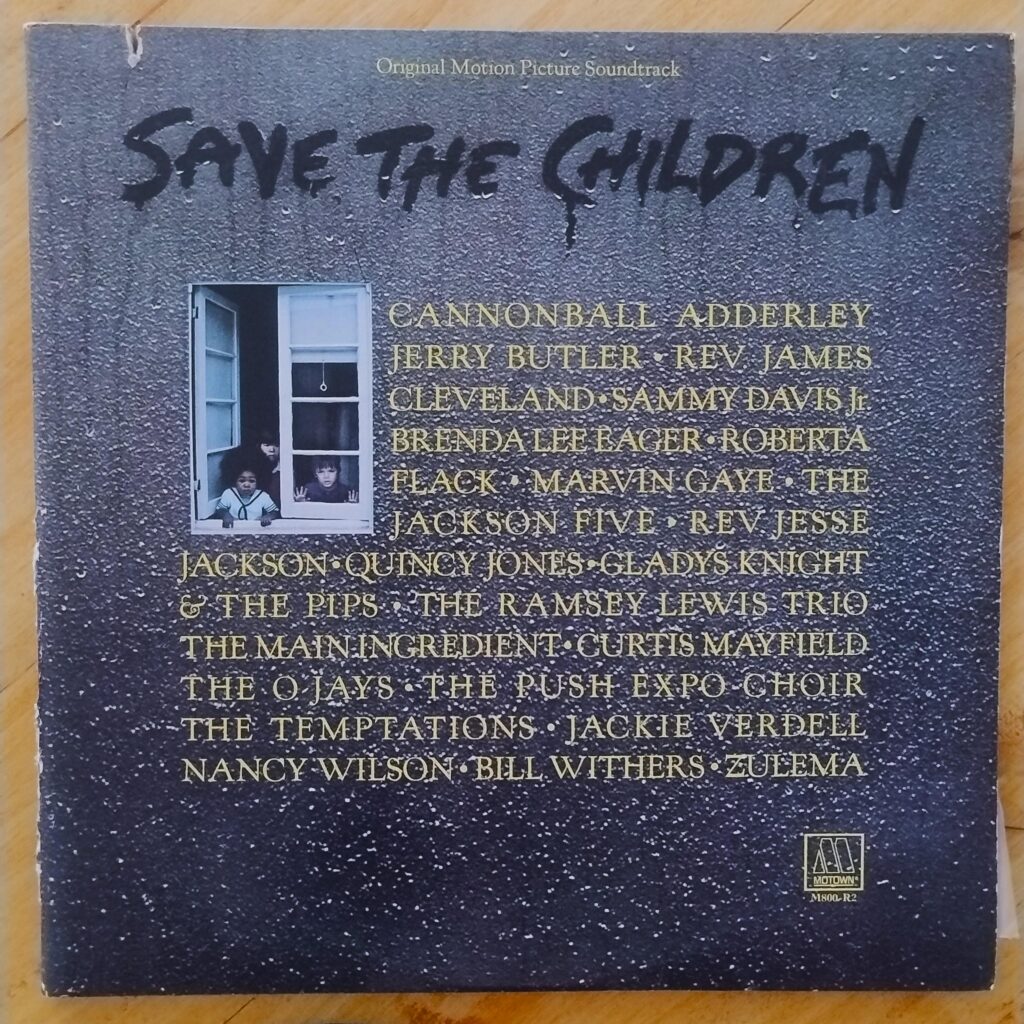 Original Motion Picture Soundtrack
SAVE THE CHILDREN
CANNONBALL ADDERLEY
JERRY BUTLER • REV JAMES
CLEVELAND • SAMMY DAVIS Jr.
BRENDA LEE EAGER • ROBERTA
FLACK • MARVIN GAYE • THE
JACKSON FIVE • REV JESSE
JACKSON • QUINCY JONES • GLADYS KNIGHT
& THE PIPS • THE RAMSEY LEWIS TRIO
THE MAIN INGREDIENT • CURTIS MAYFIELD
THE O'JAYS • THE PUSH EXPO CHOIR
THE TEMPTATIONS • JACKIE VERDELL
NANCY WILSON • BILL WITHERS • ZULEMA
M
MOTOWN®
M800-R2